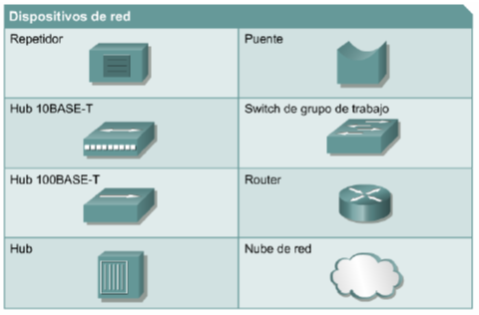 Dispositivos de red
Repetidor
Puente
Hub 10BASE-T
Switch de grupo de trabajo
Hub 100BASE-T
Router
Hub
Nube de red